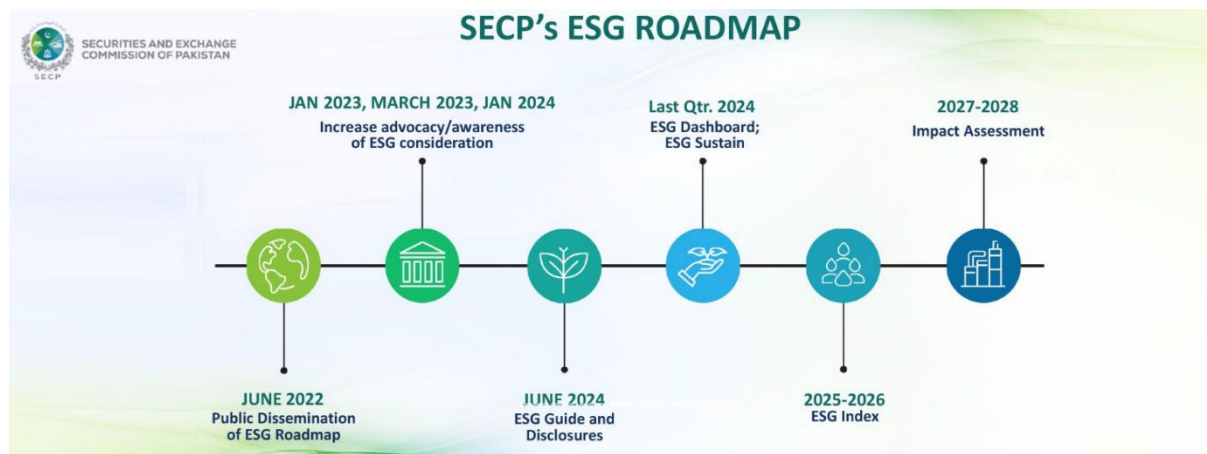 SECP's ESG ROADMAP
SECURITIES AND EXCHANGE
COMMISSION OF PAKISTAN
SECP
JAN 2023, MARCH 2023, JAN 2024
Increase advocacy/awareness
of ESG consideration
Last Qtr. 2024
ESG Dashboard;
ESG Sustain
2027-2028
Impact Assessment
JUNE 2022
Public Dissemination
of ESG Roadmap
JUNE 2024
ESG Guide and
Disclosures
2025-2026
ESG Index